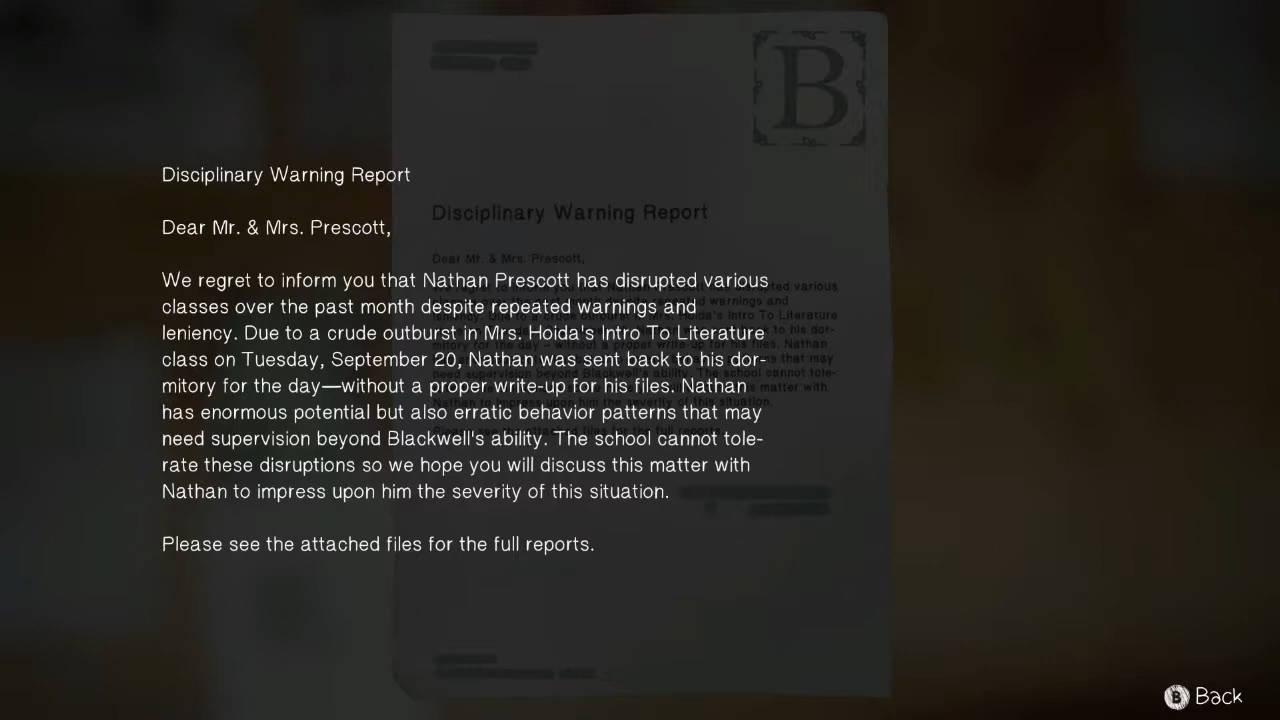 B
Disciplinary Warning Report
Disciplinary Warning Report
Dear Mr. & Mrs. Prescott,
Dear Mr. & Mrs. Prescott,
We regret to inform you that Nathan Prescott has disrupted various
classes over the past month despite repeated warnings and
leniency. Due to a crude outburst in Mrs. Hoida's Intro To Literature
class on Tuesday, September 20, Nathan was sent back to his dor-
mitory for the day—without a proper write-up for his files. Nathan
has enormous potential but also erratic behavior patterns that may
need supervision beyond Blackwell's ability. The school cannot tole-
rate these disruptions so we hope you will discuss this matter with
Nathan to impress upon him the severity of this situation.
Please see the attached files for the full reports.
B Back